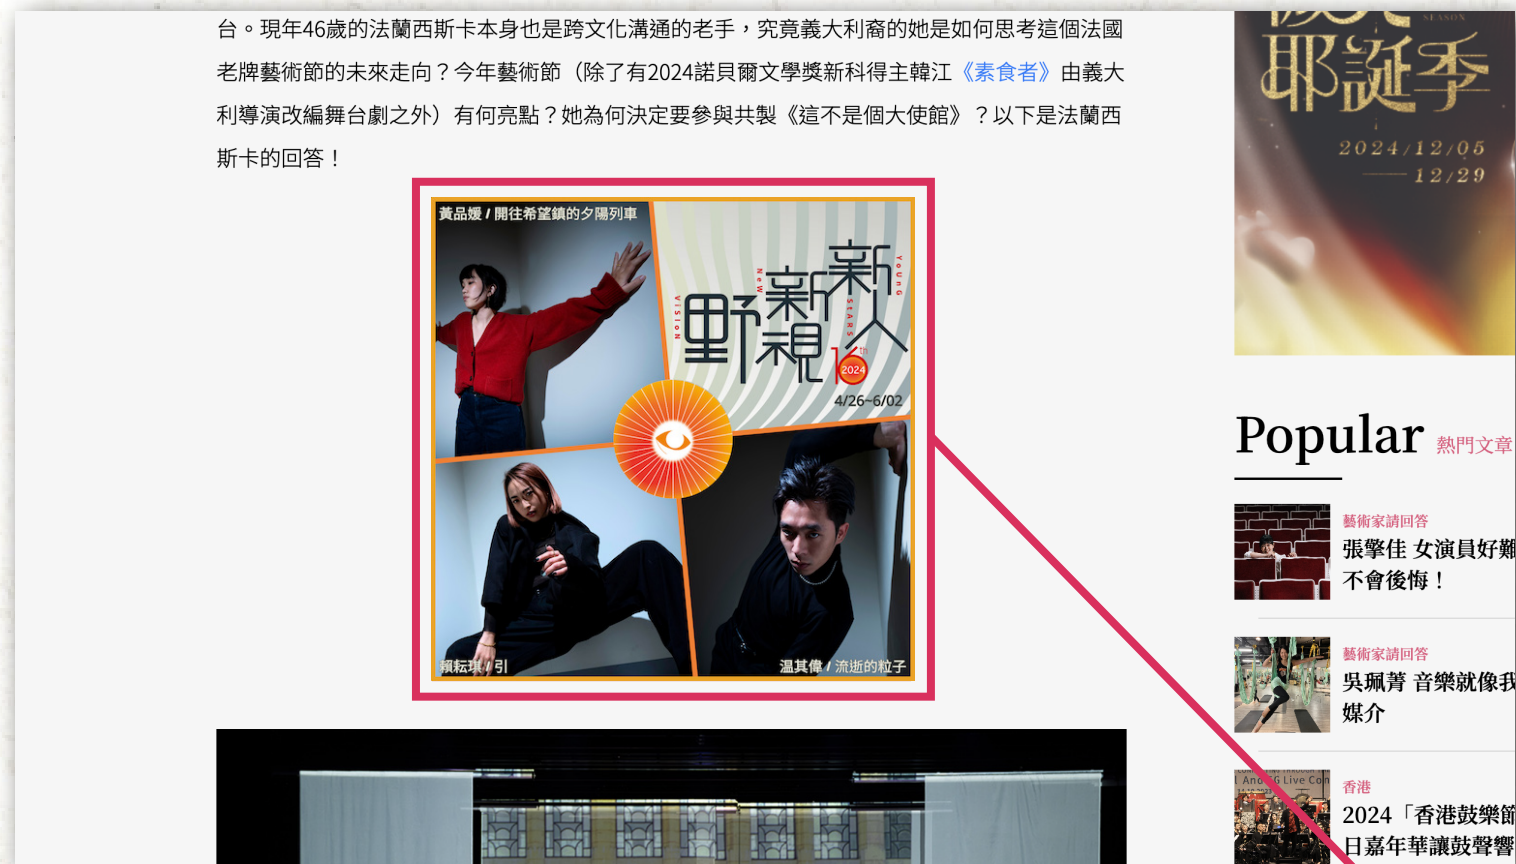 台。現年46歲的法蘭西斯卡本身也是跨文化溝通的老手，究竟義大利裔的她是如何思考這個法國
老牌藝術節的未來走向？今年藝術節（除了有2024諾貝爾文學獎新科得主韓江《素食者》由義大
利導演改編舞台劇之外）有何亮點？她為何決定要參與共製《這不是個大使館》？以下是法蘭西
斯卡的回答！
黃品媛 / 開往希望鎮的夕陽列車
新人
新視
野
YoUnG
StARS
NeW
ViSIoN
16th
2024
4/26~6/02
賴耘琪 / 引
溫其偉 / 流逝的粒子
SEASON
耶誕季
2024/12/05
12/29
Popular 熱門文章
藝術家請回答
張擎佳 女演員好難
不會後悔！
藝術家請回答
吳珮菁 音樂就像我
媒介
香港
2024「香港鼓樂節
日嘉年華讓鼓聲響